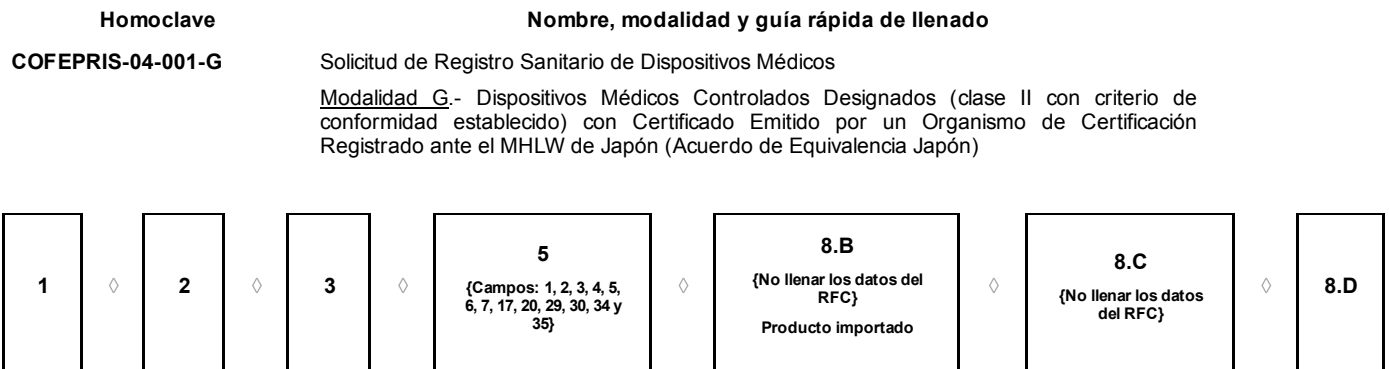 Homoclave
Nombre, modalidad y guía rápida de llenado
COFEPRIS-04-001-G
Solicitud de Registro Sanitario de Dispositivos Médicos
Modalidad G.- Dispositivos Médicos Controlados Designados (clase II con criterio de
conformidad establecido) con Certificado Emitido por un Organismo de Certificación
Registrado ante el MHLW de Japón (Acuerdo de Equivalencia Japón)
1
◊
2
◊
3
◊
5
{Campos: 1, 2, 3, 4, 5,
6, 7, 17, 20, 29, 30, 34 y
35}
◊
8.B
{No llenar los datos del
RFC}
Producto importado
◊
8.C
{No llenar los datos
del RFC}
◊
8.D